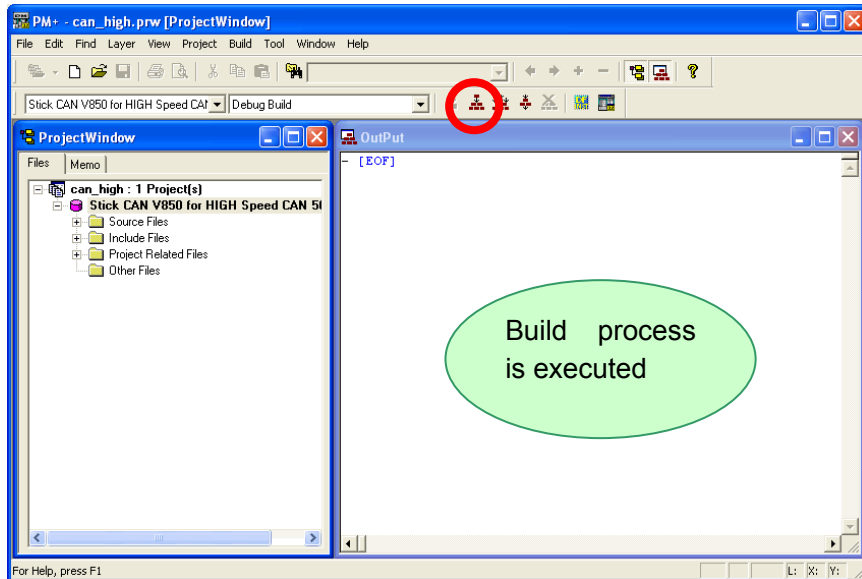 PM+ - can_high.prw [ProjectWindow]
File Edit Find Layer View Project Build Tool Window Help
Stick CAN V850 for HIGH Speed CAN Debug Build
ProjectWindow
OutPut
Files Memo
[EOF]
can_high : 1 Project(s)
Stick CAN V850 for HIGH Speed CAN 50
Source Files
Include Files
Project Related Files
Other Files
Build process
is executed
For Help, press F1
L: X: Y: